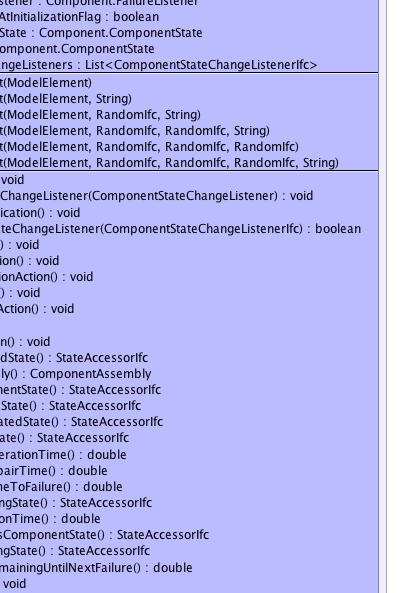 stener : Component.FailureListener
AtInitializationFlag : boolean
State : Component.ComponentState
omponent.ComponentState
ngeListeners : List<ComponentStateChangeListenerIfc>
t(ModelElement)
t(ModelElement, String)
t(ModelElement, RandomIfc, String)
t(ModelElement, RandomIfc, RandomIfc, String)
t(ModelElement, RandomIfc, RandomIfc, RandomIfc)
t(ModelElement, RandomIfc, RandomIfc, RandomIfc, String)
void
ChangeListener(ComponentStateChangeListener) : void
ication() : void
teChangeListener(ComponentStateChangeListenerIfc) : boolean
) : void
ion() : void
ionAction() : void
) : void
Action() : void
n() : void
dState() : StateAccessorIfc
ly() : ComponentAssembly
nentState() : StateAccessorIfc
State() : StateAccessorIfc
atedState() : StateAccessorIfc
ate() : StateAccessorIfc
erationTime() : double
pairTime() : double
neToFailure() : double
ngState() : StateAccessorIfc
onTime() : double
sComponentState() : StateAccessorIfc
ngState() : StateAccessorIfc
mainingUntilNextFailure() : double
void